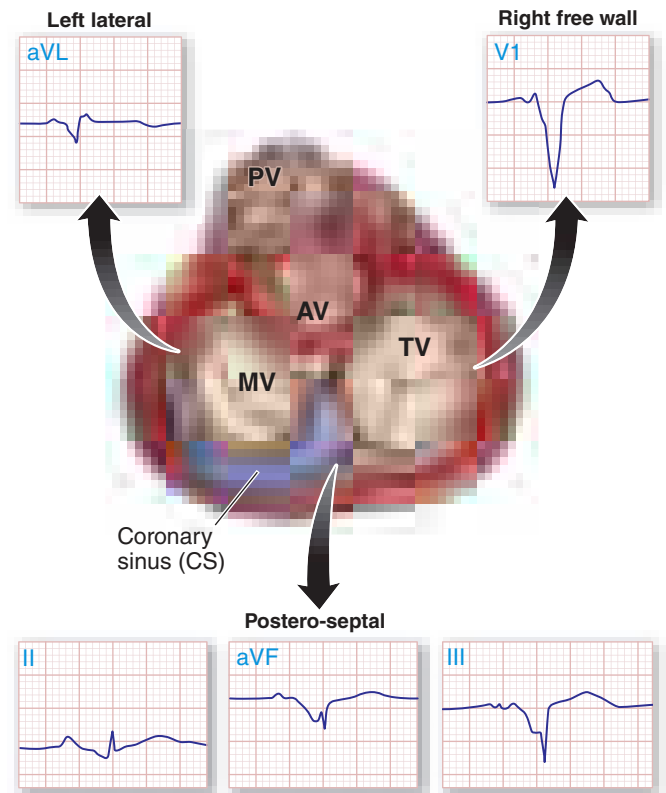 Left lateral
aVL
Right free wall
V1
PV
AV
TV
MV
Coronary
sinus (CS)
Postero-septal
II
aVF
III